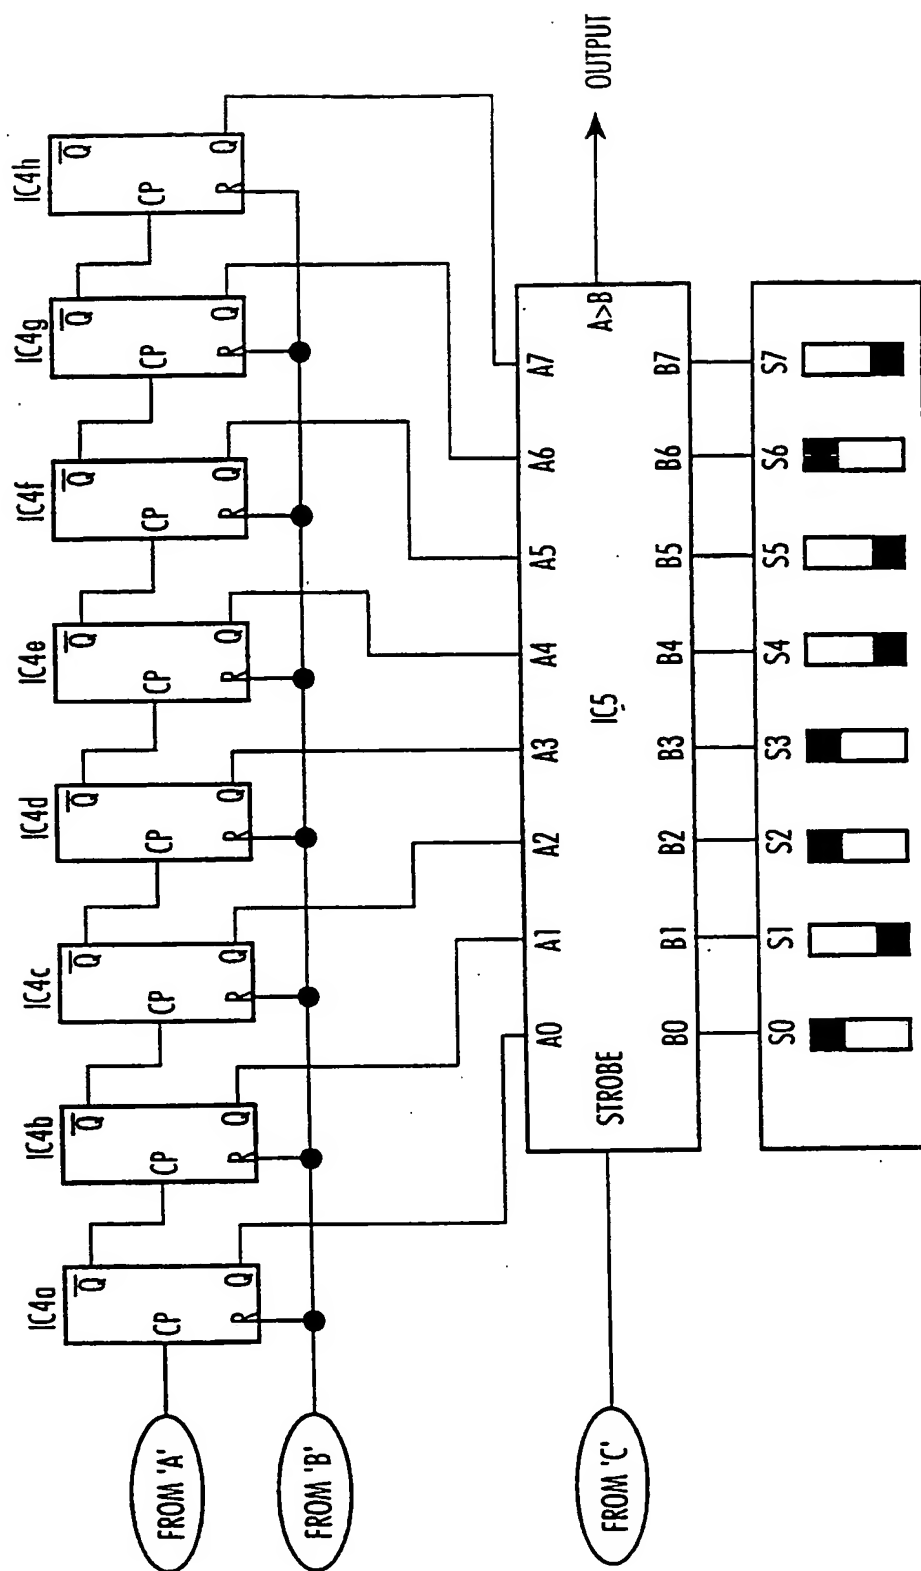 IC4a IC4b IC4c IC4d IC4e IC4f IC4g IC4h
Q̅ Q̅ Q̅ Q̅ Q̅ Q̅ Q̅ Q̅
FROM 'A' CP CP CP CP CP CP CP CP
R Q R Q R Q R Q R Q R Q R Q R Q
FROM 'B'
A0 A1 A2 A3 A4 A5 A6 A7
FROM 'C' STROBE IC5 A>B OUTPUT
B0 B1 B2 B3 B4 B5 B6 B7
S0 S1 S2 S3 S4 S5 S6 S7